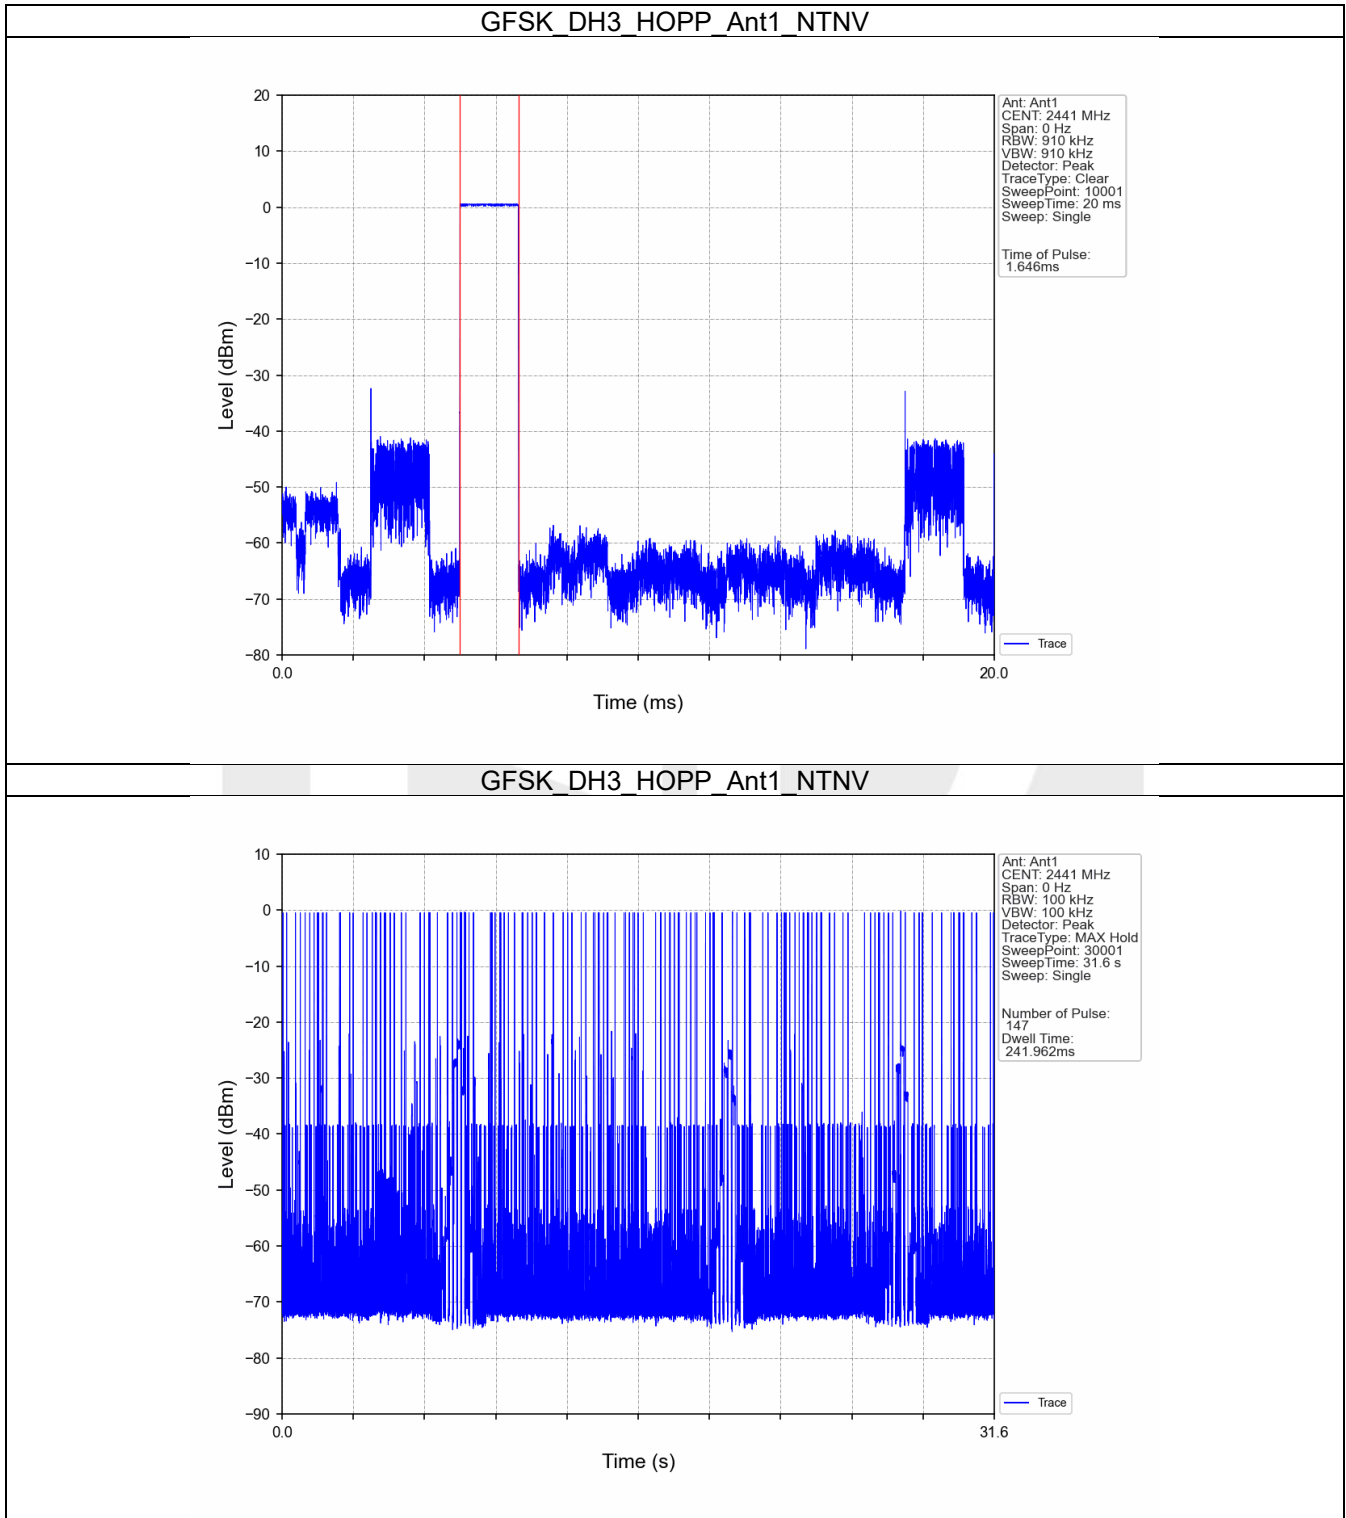 GFSK_DH3_HOPP_Ant1_NTNV
20
10
0
−10
−20
−30
−40
−50
−60
−70
−80
Level (dBm)
0.0
20.0
Time (ms)
Ant: Ant1
CENT: 2441 MHz
Span: 0 Hz
RBW: 910 kHz
VBW: 910 kHz
Detector: Peak
TraceType: Clear
SweepPoint: 10001
SweepTime: 20 ms
Sweep: Single
Time of Pulse:
1.646ms
Trace
GFSK_DH3_HOPP_Ant1_NTNV
10
0
−10
−20
−30
−40
−50
−60
−70
−80
−90
Level (dBm)
0.0
31.6
Time (s)
Ant: Ant1
CENT: 2441 MHz
Span: 0 Hz
RBW: 100 kHz
VBW: 100 kHz
Detector: Peak
TraceType: MAX Hold
SweepPoint: 30001
SweepTime: 31.6 s
Sweep: Single
Number of Pulse:
147
Dwell Time:
241.962ms
Trace